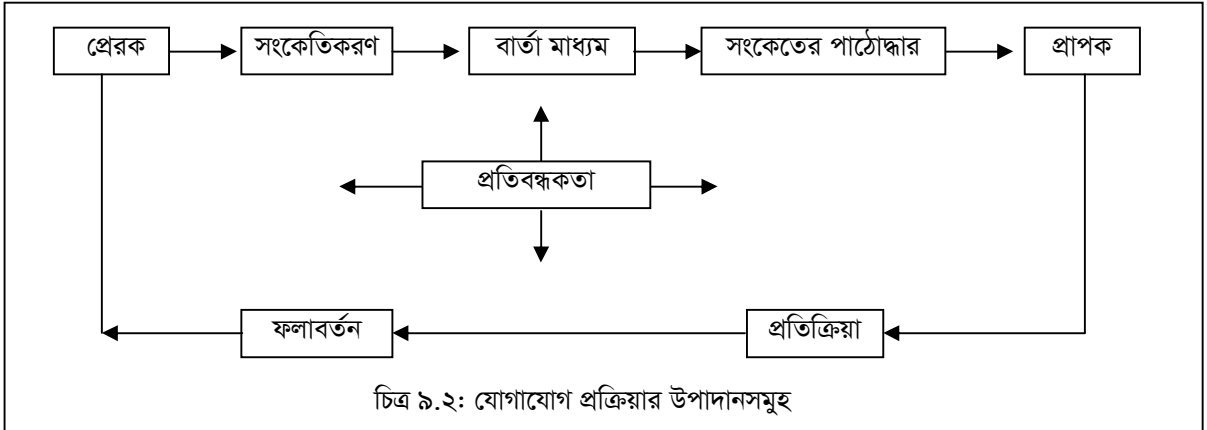 প্রেরক সংকেতিকরণ বার্তা মাধ্যম সংকেতের পাঠোদ্ধার প্রাপক
প্রতিবন্ধকতা
ফলাবর্তন প্রতিক্রিয়া
চিত্র ৯.২: যোগাযোগ প্রক্রিয়ার উপাদানসমুহ